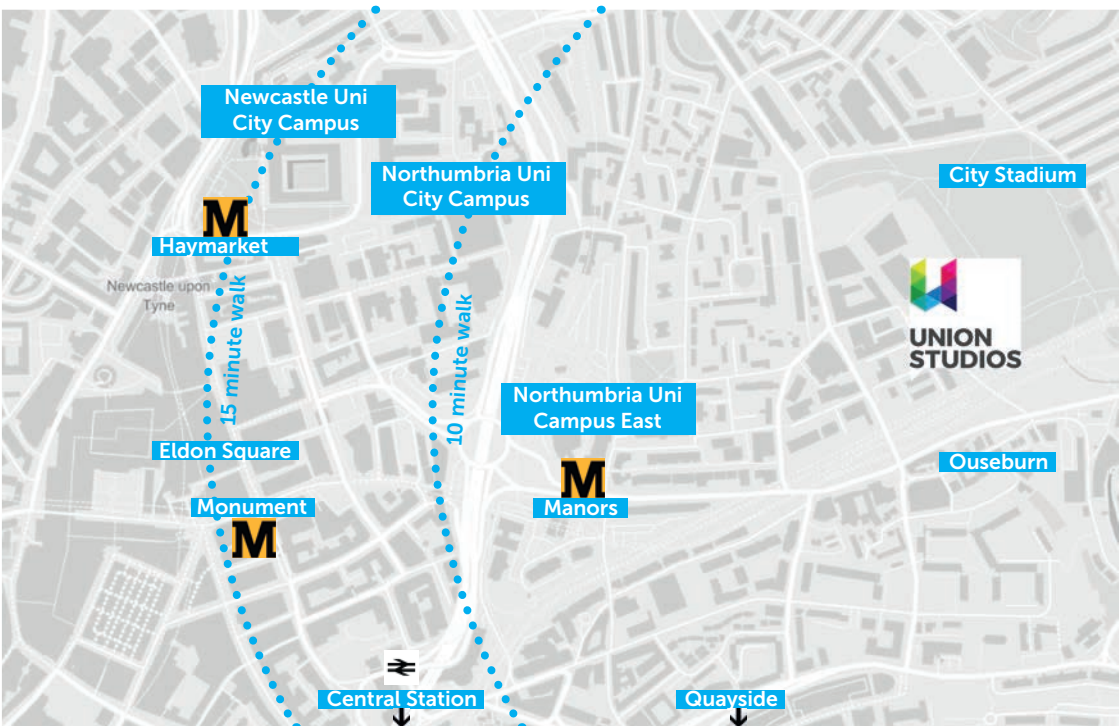 Newcastle Uni
City Campus
Northumbria Uni
City Campus
City Stadium
M
Haymarket
Newcastle upon
Tyne
15 minute walk
10 minute walk
UNION
STUDIOS
Northumbria Uni
Campus East
Eldon Square
Ouseburn
M
Manors
Monument
M
Central Station
Quayside